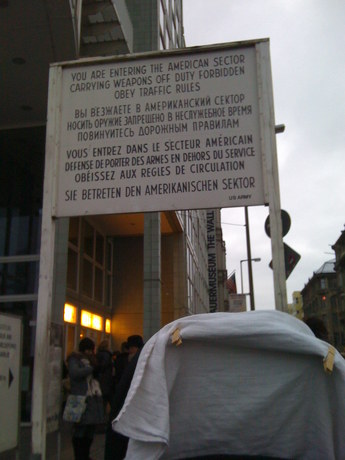 YOU ARE ENTERING THE AMERICAN SECTOR
CARRYING WEAPONS OFF DUTY FORBIDDEN
OBEY TRAFFIC RULES
ВЫ ВЪЕЗЖАЕТЕ В АМЕРИКАНСКИЙ СЕКТОР
НОСИТЬ ОРУЖИЕ ЗАПРЕЩЕНО В НЕСЛУЖЕБНОЕ ВРЕМЯ
ПОВИНУЙТЕСЬ ДОРОЖНЫМ ПРАВИЛАМ
VOUS ENTREZ DANS LE SECTEUR AMÉRICAIN
DÉFENSE DE PORTER DES ARMES EN DEHORS DU SERVICE
OBÉISSEZ AUX RÈGLES DE CIRCULATION
SIE BETRETEN DEN AMERIKANISCHEN SEKTOR
US ARMY
MAUERMUSEUM THE WALL